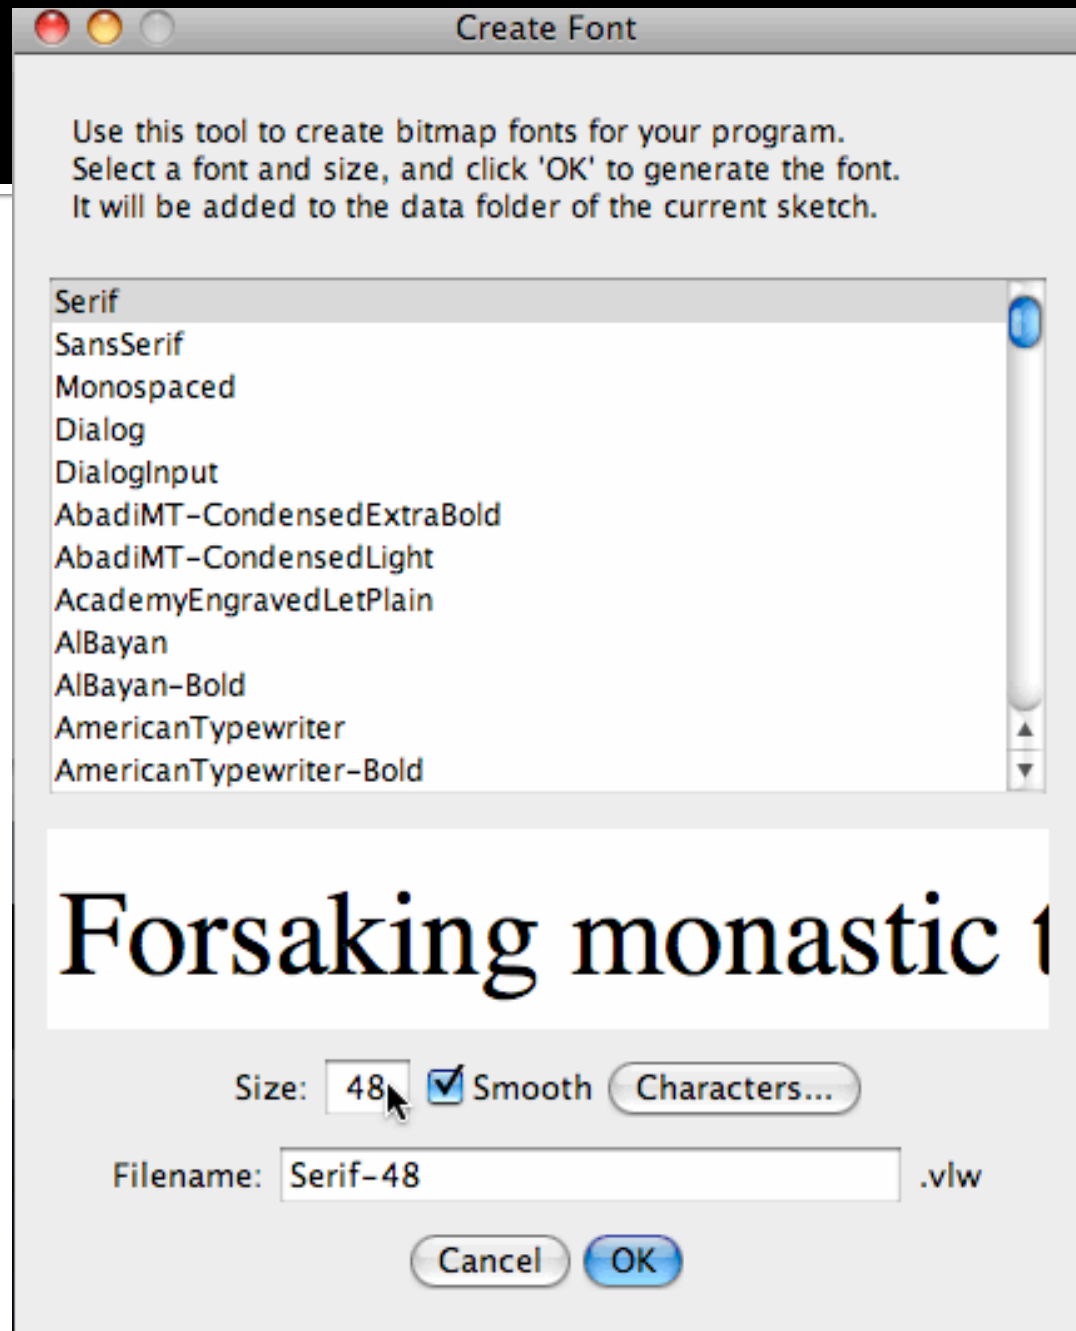 Create Font
Use this tool to create bitmap fonts for your program.
Select a font and size, and click 'OK' to generate the font.
It will be added to the data folder of the current sketch.
Serif
SansSerif
Monospaced
Dialog
DialogInput
AbadiMT-CondensedExtraBold
AbadiMT-CondensedLight
AcademyEngravedLetPlain
AlBayan
AlBayan-Bold
AmericanTypewriter
AmericanTypewriter-Bold
Forsaking monastic t
Size: 48 Smooth Characters...
Filename: Serif-48 .vlw
Cancel OK